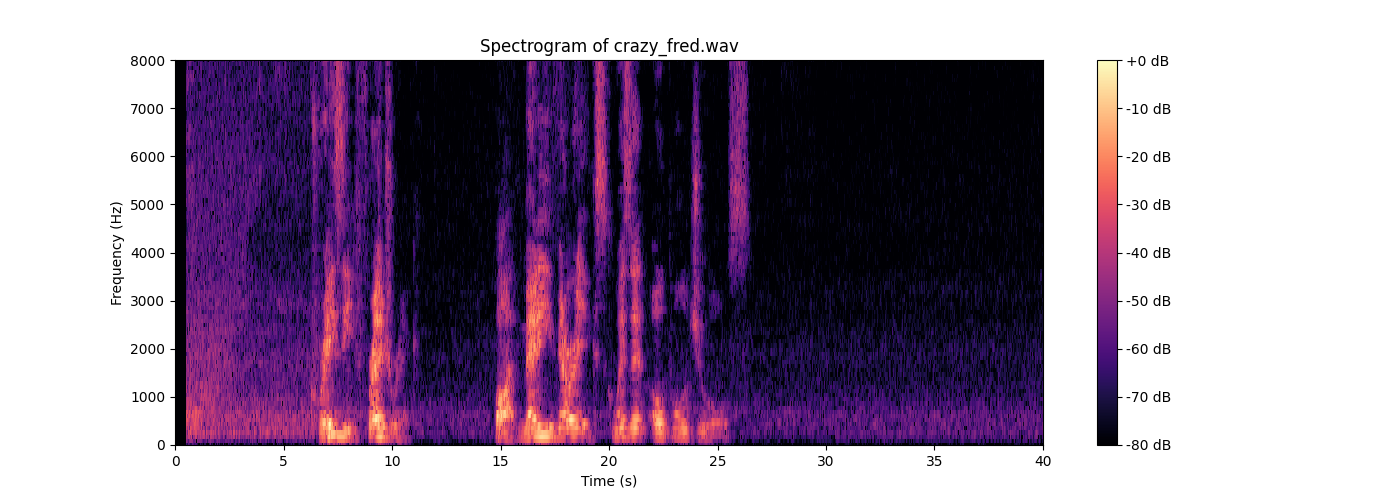 Spectrogram of crazy_fred.wav
8000
7000
6000
5000
4000
3000
2000
1000
0
Frequency (Hz)
0 5 10 15 20 25 30 35 40
Time (s)
+0 dB
-10 dB
-20 dB
-30 dB
-40 dB
-50 dB
-60 dB
-70 dB
-80 dB